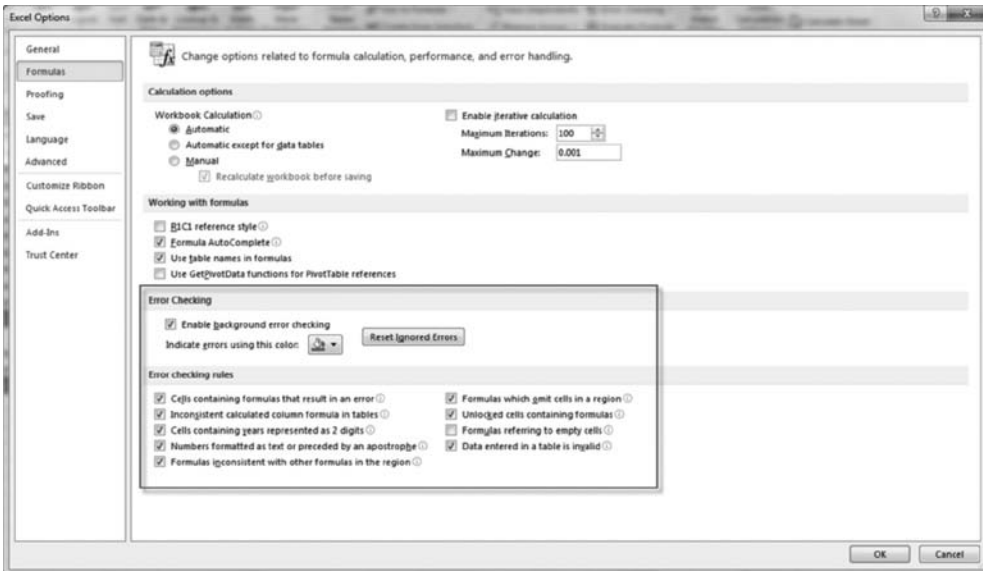 Excel Options
General
Formulas
Proofing
Save
Language
Advanced
Customize Ribbon
Quick Access Toolbar
Add-Ins
Trust Center
Change options related to formula calculation, performance, and error handling.
Calculation options
Workbook Calculation
Automatic
Automatic except for data tables
Manual
Recalculate workbook before saving
Enable iterative calculation
Maximum Iterations: 100
Maximum Change: 0.001
Working with formulas
R1C1 reference style
Formula AutoComplete
Use table names in formulas
Use GetPivotData functions for PivotTable references
Error Checking
Enable background error checking
Indicate errors using this color:
Reset Ignored Errors
Error checking rules
Cells containing formulas that result in an error
Inconsistent calculated column formula in tables
Cells containing years represented as 2 digits
Numbers formatted as text or preceded by an apostrophe
Formulas inconsistent with other formulas in the region
Formulas which omit cells in a region
Unlocked cells containing formulas
Formulas referring to empty cells
Data entered in a table is invalid
OK
Cancel